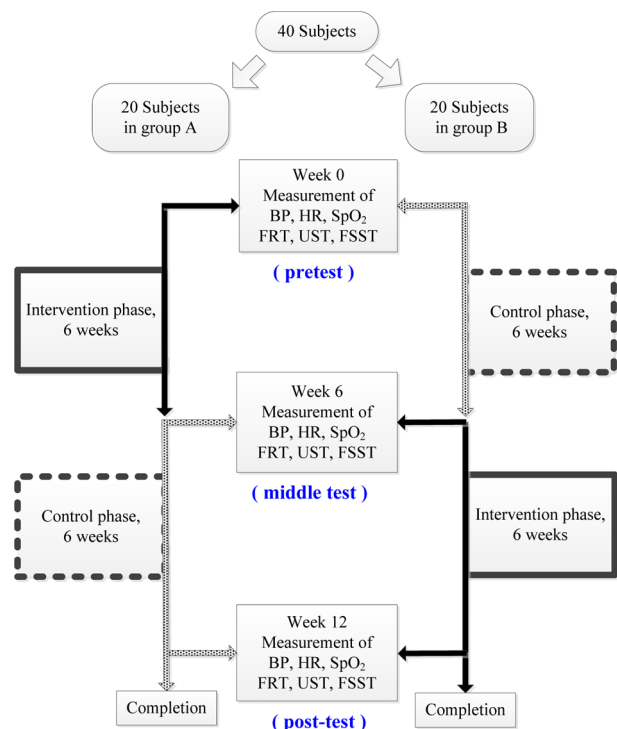 40 Subjects
20 Subjects
in group A
20 Subjects
in group B
Week 0
Measurement of
BP, HR, SpO₂
FRT, UST, FSST
( pretest )
Intervention phase,
6 weeks
Control phase,
6 weeks
Week 6
Measurement of
BP, HR, SpO₂
FRT, UST, FSST
( middle test )
Control phase,
6 weeks
Intervention phase,
6 weeks
Week 12
Measurement of
BP, HR, SpO₂
FRT, UST, FSST
( post-test )
Completion
Completion